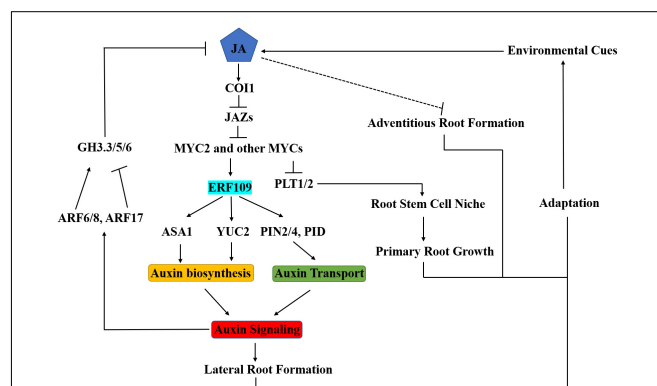 JA
Environmental Cues
COI1
JAZs
Adventitious Root Formation
GH3.3/5/6
MYC2 and other MYCs
ERF109
PLT1/2
Root Stem Cell Niche
Adaptation
ARF6/8, ARF17
ASA1
YUC2
PIN2/4, PID
Primary Root Growth
Auxin biosynthesis
Auxin Transport
Auxin Signaling
Lateral Root Formation